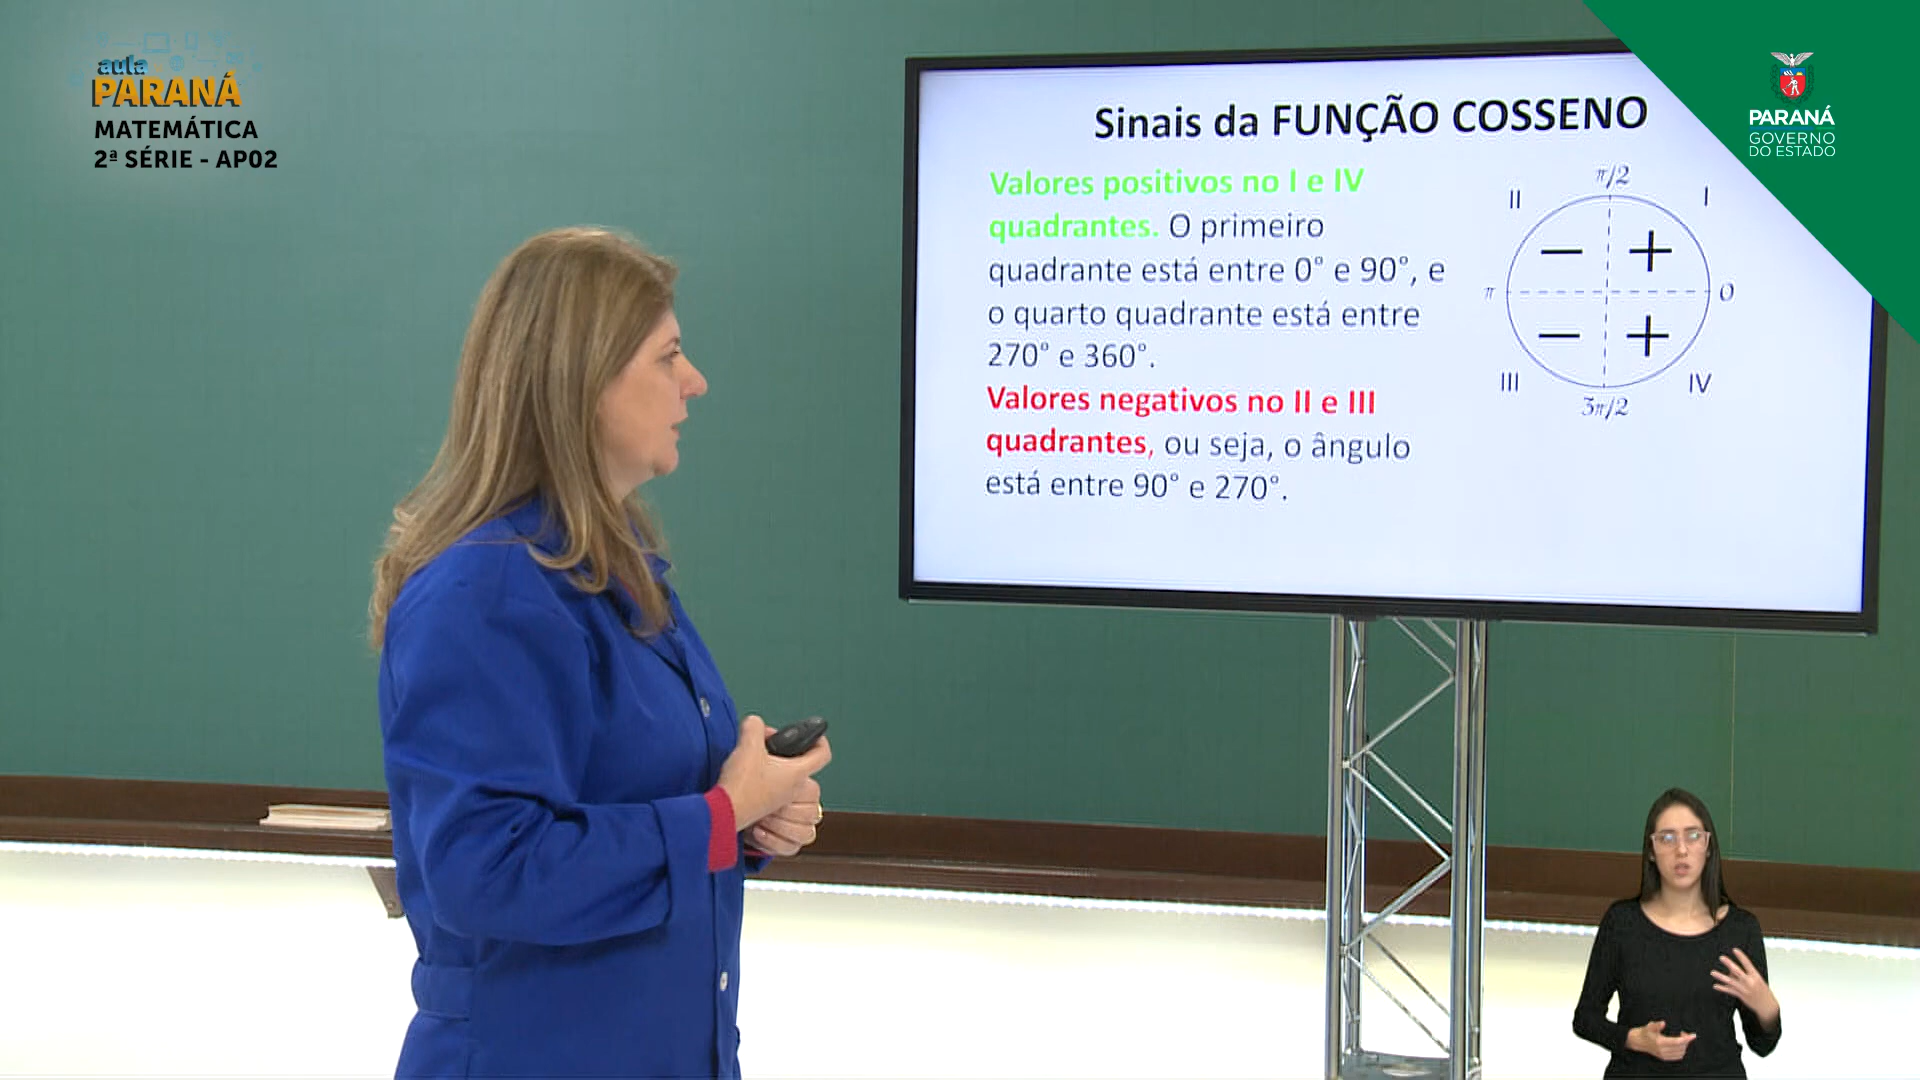 aula
PARANÁ
MATEMÁTICA
2ª SÉRIE - AP02
Sinais da FUNÇÃO COSSENO
Valores positivos no I e IV
quadrantes. O primeiro
quadrante está entre 0° e 90°, e
o quarto quadrante está entre
270° e 360°.
Valores negativos no II e III
quadrantes, ou seja, o ângulo
está entre 90° e 270°.
π/2
II
I
− +
π
0
− +
III
IV
3π/2
PARANÁ
GOVERNO
DO ESTADO